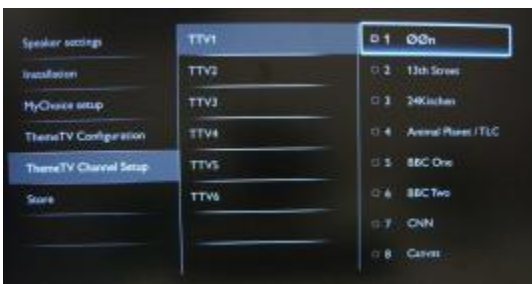 Speaker settings
Installation
MyChoice setup
ThemeTV Configuration
ThemeTV Channel Setup
Store
TTV1
TTV2
TTV3
TTV4
TTV5
TTV6
1 ØØn
2 13th Street
3 24Kitchen
4 Animal Planet / TLC
5 BBC One
6 BBC Two
7 CNN
8 Canvas